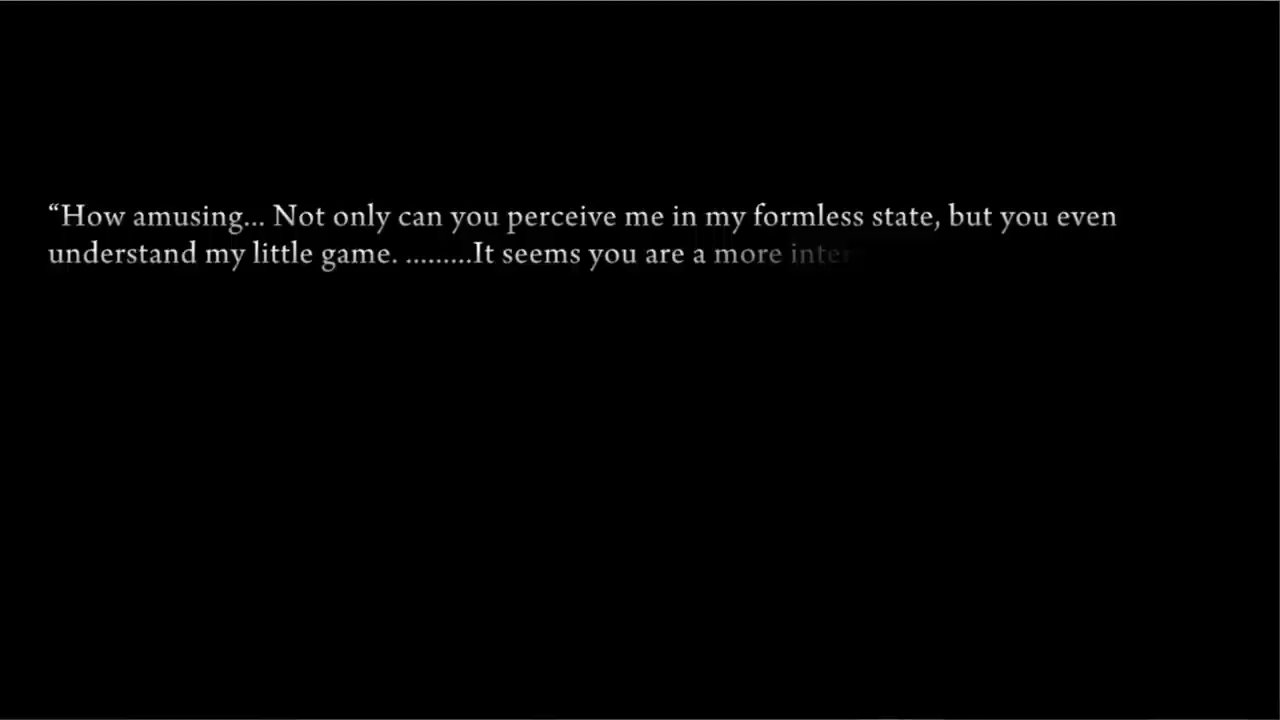 “How amusing... Not only can you perceive me in my formless state, but you even
understand my little game. .........It seems you are a more inter